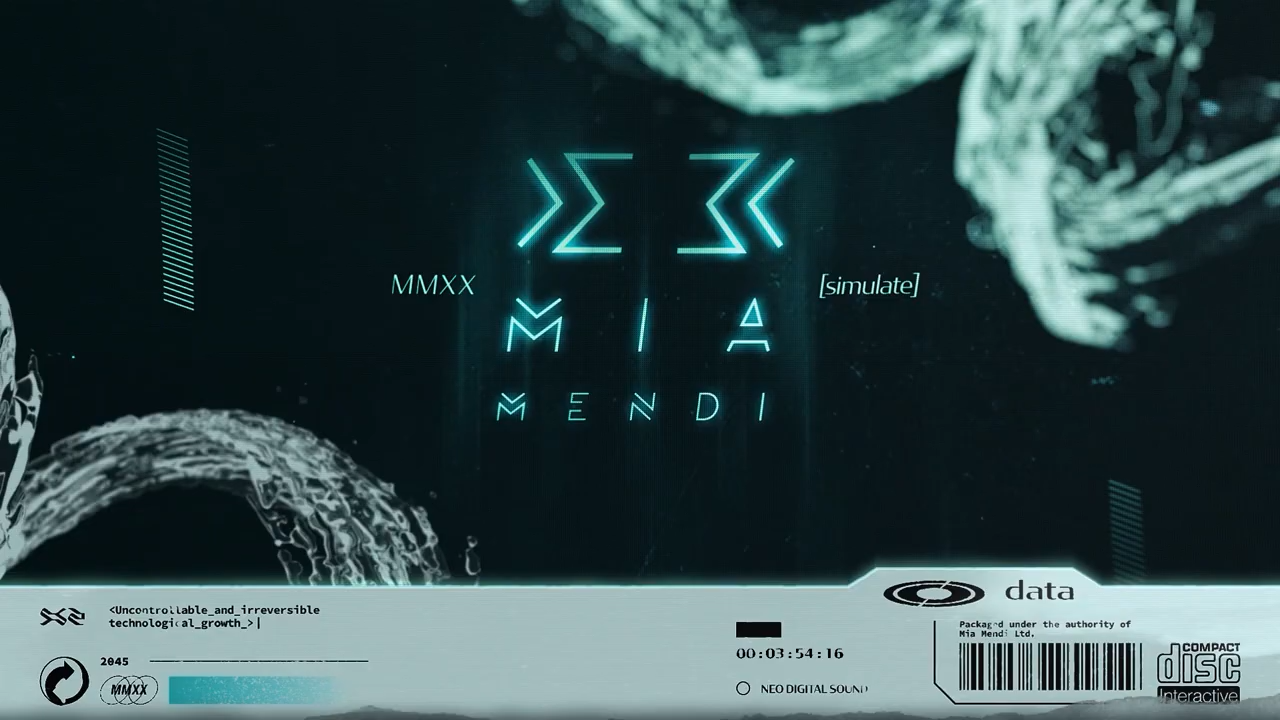 MMXX
[simulate]
MIA
MENDI
data
<Uncontrollable_and_irreversible
technological_growth_>|
Packaged under the authority of
Mia Mendi Ltd.
2045
MMXX
00:03:54:16
NEO DIGITAL SOUND
COMPACT
disc
Interactive